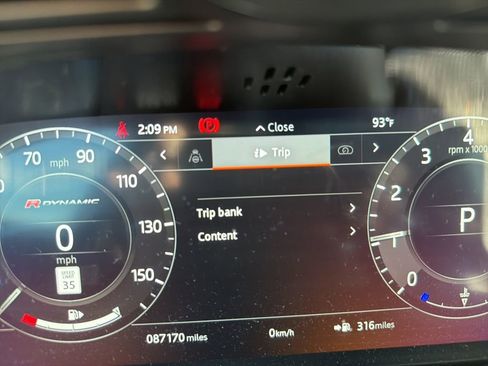 2:09 PM
Close
93°F
Trip
70 mph 90
110
130
150
R DYNAMIC
0
mph
SPEED LIMIT
35
Trip bank
Content
4
rpm x 1000
3
2
1
0
P
087170 miles
0km/h
316miles